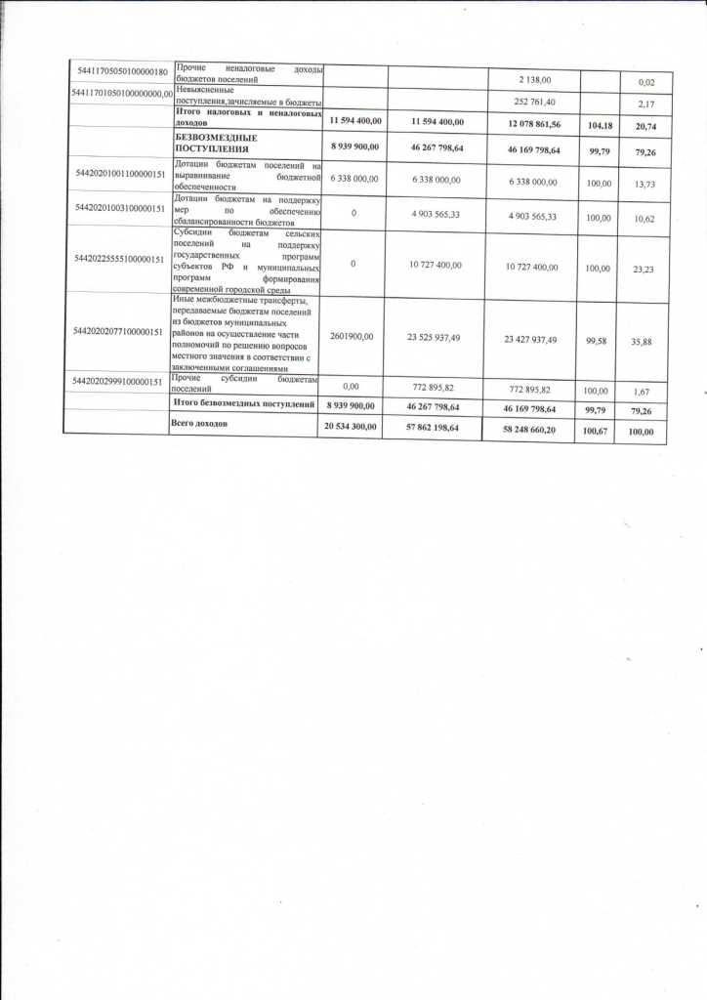 54411705050100000180 Прочие неналоговые доходы
бюджетов поселений 2 138,00 0,02
54411701050100000000,00 Невыясненные
поступления,зачисляемые в бюджеты 252 761,40 2,17
Итого налоговых и неналоговых
доходов 11 594 400,00 11 594 400,00 12 078 861,56 104,18 20,74
БЕЗВОЗМЕЗДНЫЕ
ПОСТУПЛЕНИЯ 8 939 900,00 46 267 798,64 46 169 798,64 99,79 79,26
Дотации бюджетам поселений на
54420201001100000151 выравнивание бюджетной 6 338 000,00 6 338 000,00 6 338 000,00 100,00 13,73
обеспеченности
Дотации бюджетам на поддержку
54420201003100000151 мер по обеспечению 0 4 903 565,33 4 903 565,33 100,00 10,62
сбалансированности бюджетов
Субсидии бюджетам сельских
поселений на поддержку
государственных программ
54420225555100000151 субъектов РФ и муниципальных 0 10 727 400,00 10 727 400,00 100,00 23,23
программ формирования
современной городской среды
Иные межбюджетные трансферты,
передаваемые бюджетам поселений
из бюджетов муниципальных
54420202077100000151 районов на осуществление части 2601900,00 23 525 937,49 23 427 937,49 99,58 35,88
полномочий по решению вопросов
местного значения в соответствии с
заключенными соглашениями
54420202999100000151 Прочие субсидии бюджетам
поселений 0,00 772 895,82 772 895,82 100,00 1,67
Итого безвозмездных поступлений 8 939 900,00 46 267 798,64 46 169 798,64 99,79 79,26
Всего доходов 20 534 300,00 57 862 198,64 58 248 660,20 100,67 100,00